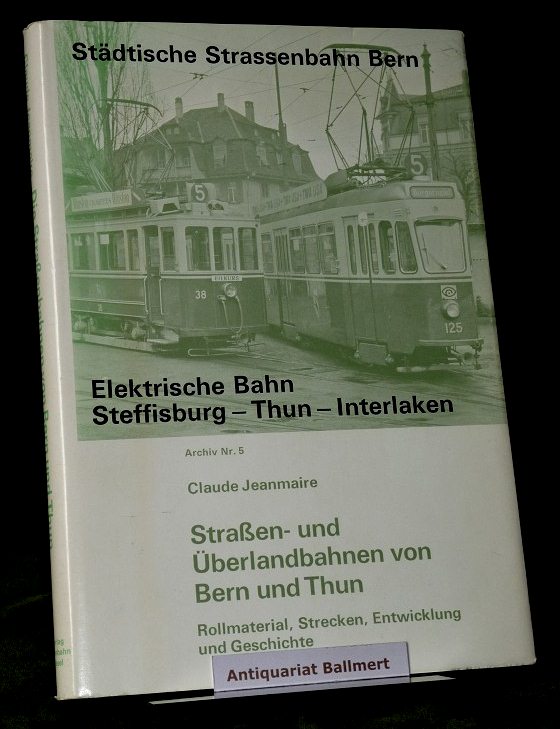 Städtische Strassenbahn Bern
5
5
38
125
Elektrische Bahn
Steffisburg – Thun – Interlaken
Archiv Nr. 5
Claude Jeanmaire
Straßen- und
Überlandbahnen von
Bern und Thun
Rollmaterial, Strecken, Entwicklung
und Geschichte
Antiquariat Ballmert